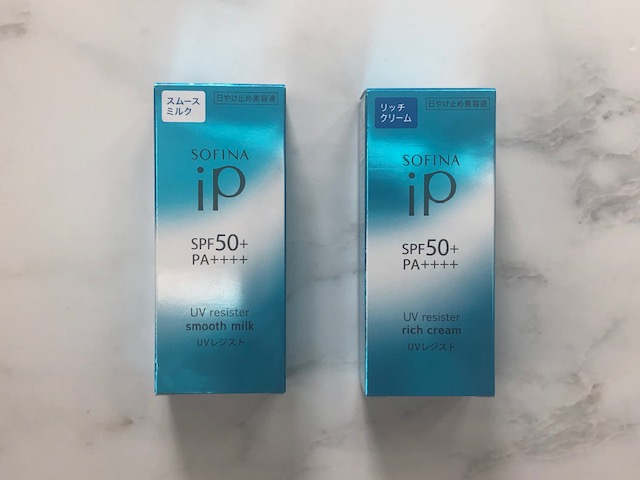 スムース
ミルク
日やけ止め美容液
SOFINA
iP
SPF50+
PA++++
UV resister
smooth milk
UVレジスト
リッチ
クリーム
日やけ止め美容液
SOFINA
iP
SPF50+
PA++++
UV resister
rich cream
UVレジスト